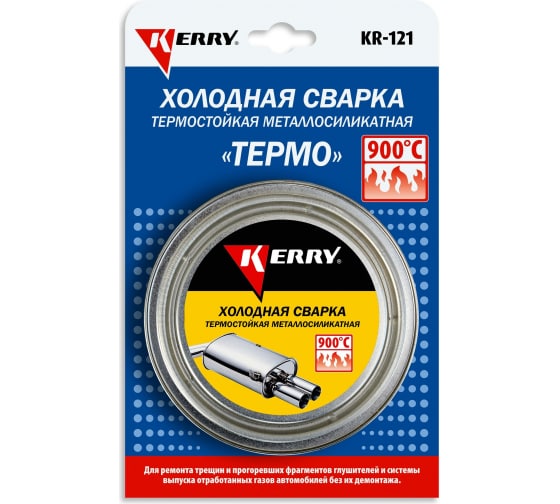 KERRY®
KR-121
ХОЛОДНАЯ СВАРКА
ТЕРМОСТОЙКАЯ МЕТАЛЛОСИЛИКАТНАЯ
«ТЕРМО»
900°C
KERRY®
ХОЛОДНАЯ СВАРКА
ТЕРМОСТОЙКАЯ МЕТАЛЛОСИЛИКАТНАЯ
900°C
Для ремонта трещин и прогоревших фрагментов глушителей и системы
выпуска отработанных газов автомобилей без их демонтажа.